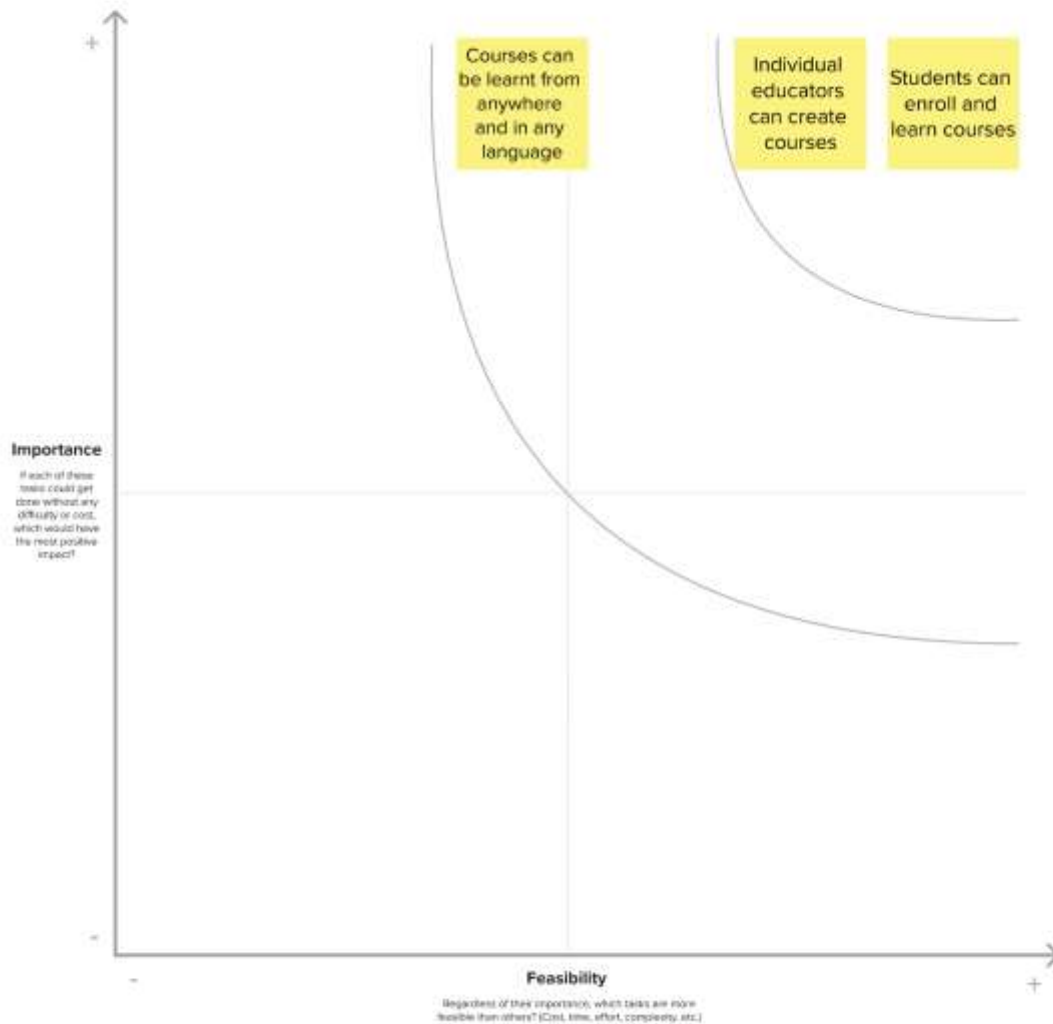 +
Courses can
be learnt from
anywhere
and in any
language
Individual
educators
can create
courses
Students can
enroll and
learn courses
Importance
If each of these
tasks could get
done without any
difficulty or cost,
which would have
the most positive
impact?
-
-
Feasibility
+
Regardless of their importance, which tasks are more
feasible than others? (Cost, time, effort, complexity, etc.)